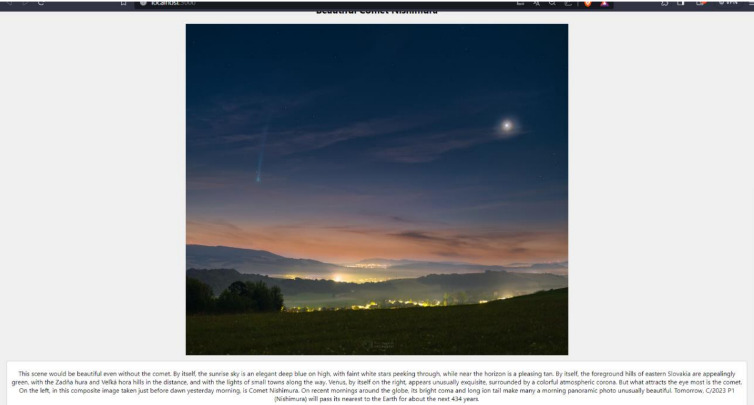 localhost:3000
Beautiful Comet Nishimura
This scene would be beautiful even without the comet. By itself, the sunrise sky is an elegant deep blue on high, with faint white stars peeking through, while near the horizon is a pleasing tan. By itself, the foreground hills of eastern Slovakia are appealingly
green, with the Zadňa hura and Veľká hora hills in the distance, and with the lights of small towns along the way. Venus, by itself on the right, appears unusually exquisite, surrounded by a colorful atmospheric corona. But what attracts the eye most is the comet.
On the left, in this composite image taken just before dawn yesterday morning, is Comet Nishimura. On recent mornings around the globe, its bright coma and long ion tail make many a morning panoramic photo unusually beautiful. Tomorrow, C/2023 P1
(Nishimura) will pass its nearest to the Earth for about the next 434 years.